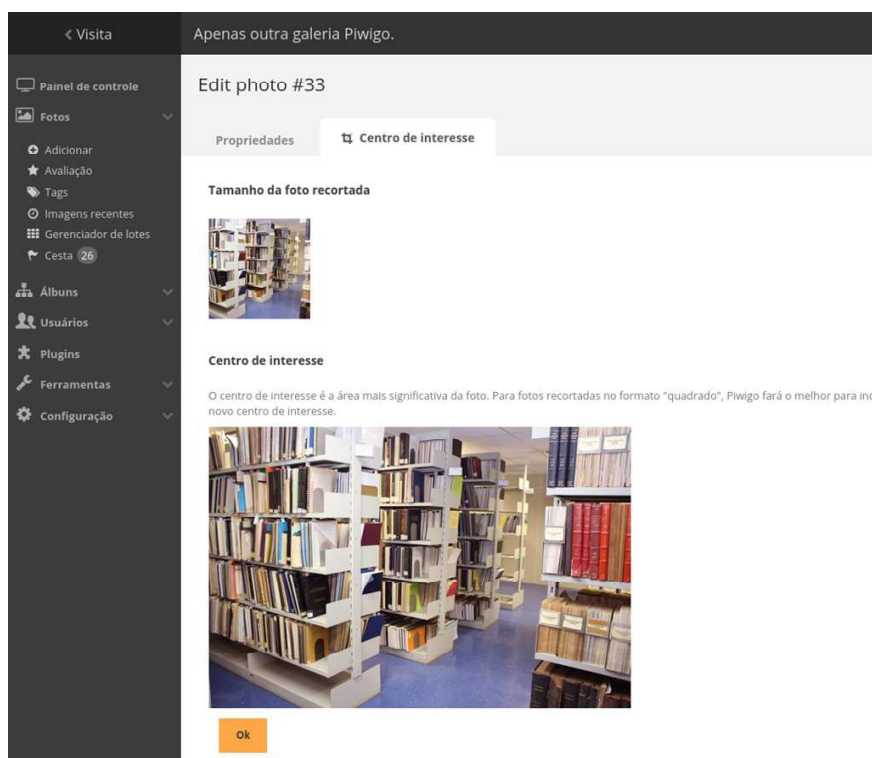 Visita
Apenas outra galeria Piwigo.
Painel de controle
Fotos
Adicionar
Avaliação
Tags
Imagens recentes
Gerenciador de lotes
Cesta 26
Álbuns
Usuários
Plugins
Ferramentas
Configuração
Edit photo #33
Propriedades
Centro de interesse
Tamanho da foto recortada
Centro de interesse
O centro de interesse é a área mais significativa da foto. Para fotos recortadas no formato "quadrado", Piwigo fará o melhor para
novo centro de interesse.
Ok